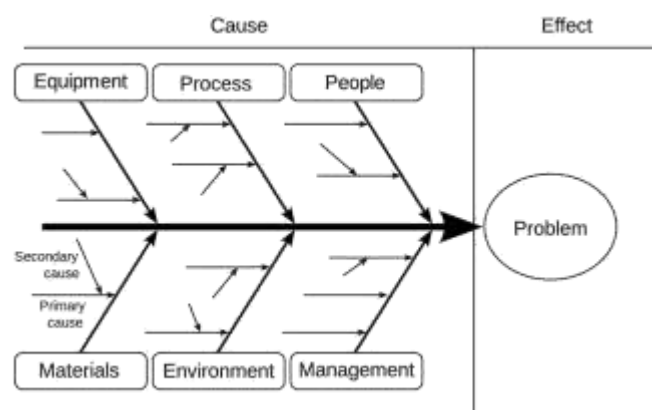 Cause
Effect
Equipment
Process
People
Problem
Secondary
cause
Primary
cause
Materials
Environment
Management